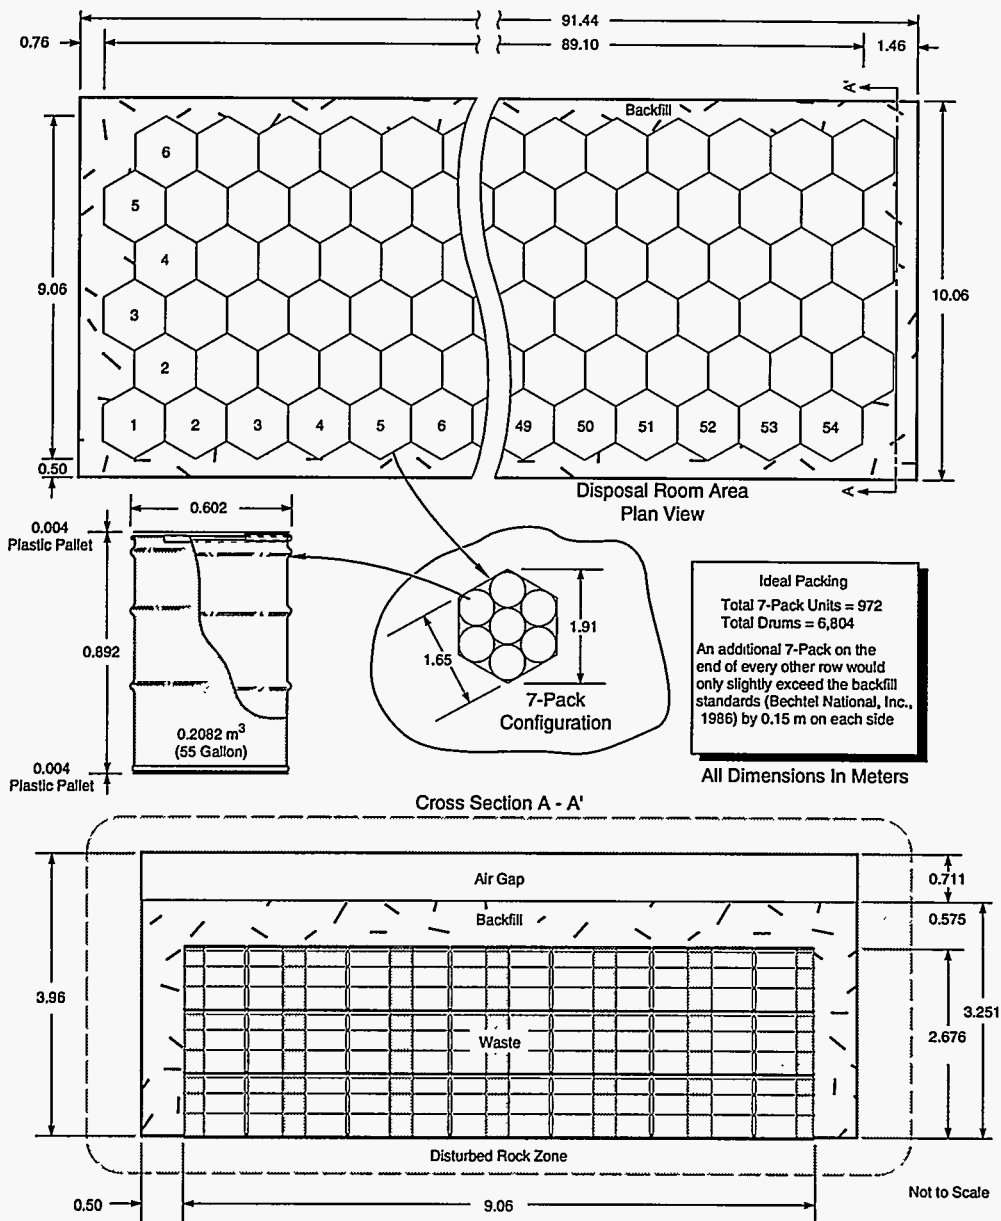 91.44
0.76
89.10
1.46
A'
Backfill
6
5
4
3
2
1 2 3 4 5 6 49 50 51 52 53 54
9.06
10.06
0.50
A
Disposal Room Area
Plan View
0.602
0.004
Plastic Pallet
0.892
0.2082 m³
(55 Gallon)
0.004
Plastic Pallet
1.65
1.91
7-Pack
Configuration
Ideal Packing
Total 7-Pack Units = 972
Total Drums = 6,804
An additional 7-Pack on the
end of every other row would
only slightly exceed the backfill
standards (Bechtel National, Inc.,
1986) by 0.15 m on each side
All Dimensions In Meters
Cross Section A - A'
Air Gap
0.711
Backfill
0.575
3.96
Waste
3.251
2.676
Disturbed Rock Zone
0.50
9.06
Not to Scale